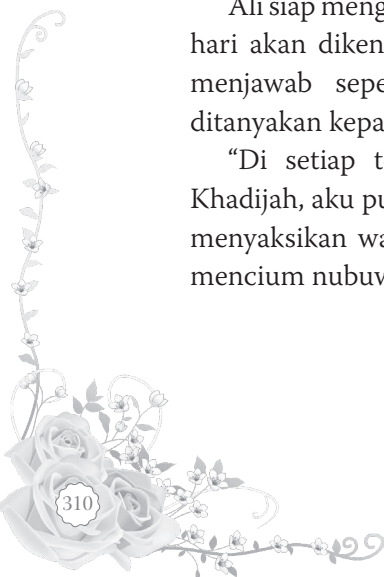 Ali siap meng
hari akan diken
menjawab sepe
ditanyakan kepa
“Di setiap t
Khadijah, aku pu
menyaksikan wa
mencium nubuw
310